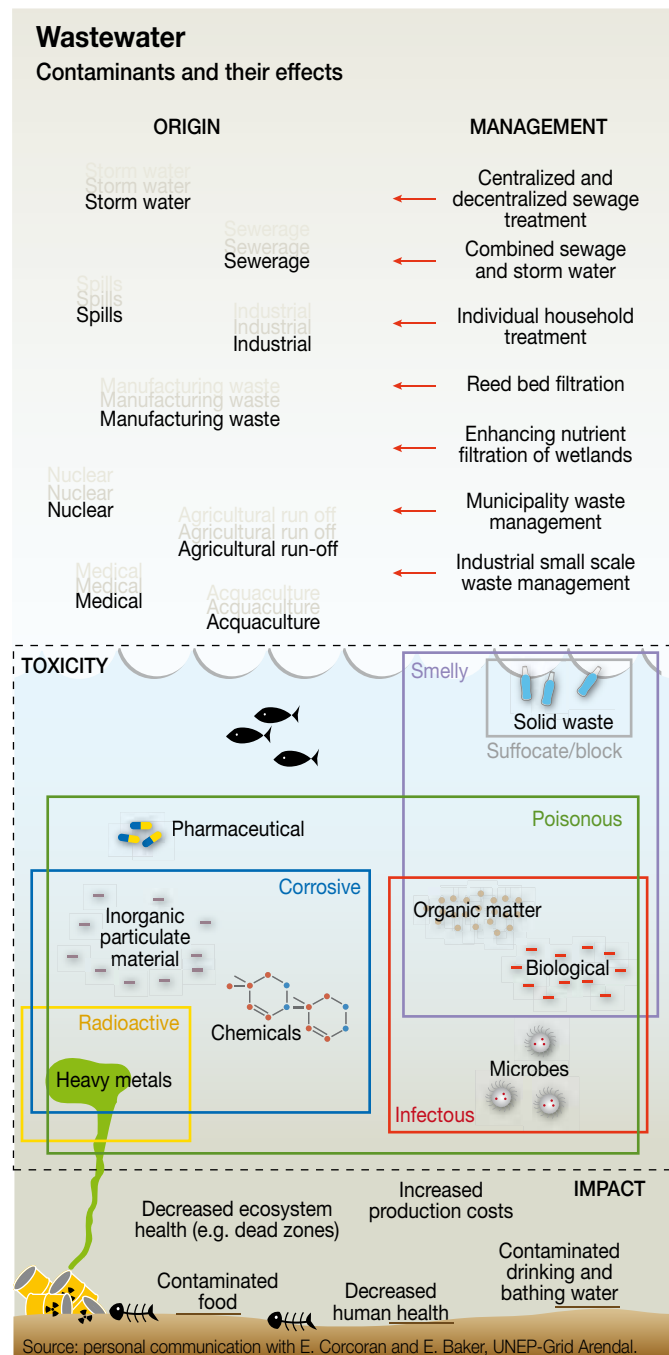 Wastewater
Contaminants and their effects
ORIGIN
MANAGEMENT
Storm water
Storm water
Storm water
Centralized and
decentralized sewage
treatment
Sewerage
Sewerage
Sewerage
Combined sewage
and storm water
Spills
Spills
Spills
Industrial
Industrial
Industrial
Individual household
treatment
Manufacturing waste
Manufacturing waste
Manufacturing waste
Reed bed filtration
Enhancing nutrient
filtration of wetlands
Nuclear
Nuclear
Nuclear
Agricultural run off
Agricultural run off
Agricultural run-off
Municipality waste
management
Medical
Medical
Medical
Acquaculture
Acquaculture
Acquaculture
Industrial small scale
waste management
TOXICITY
Smelly
Solid waste
Suffocate/block
Poisonous
Pharmaceutical
Corrosive
Inorganic
particulate
material
Organic matter
Biological
Radioactive
Chemicals
Heavy metals
Microbes
Infectous
IMPACT
Decreased ecosystem
health (e.g. dead zones)
Increased
production costs
Contaminated
food
Decreased
human health
Contaminated
drinking and
bathing water
Source: personal communication with E. Corcoran and E. Baker, UNEP-Grid Arendal.